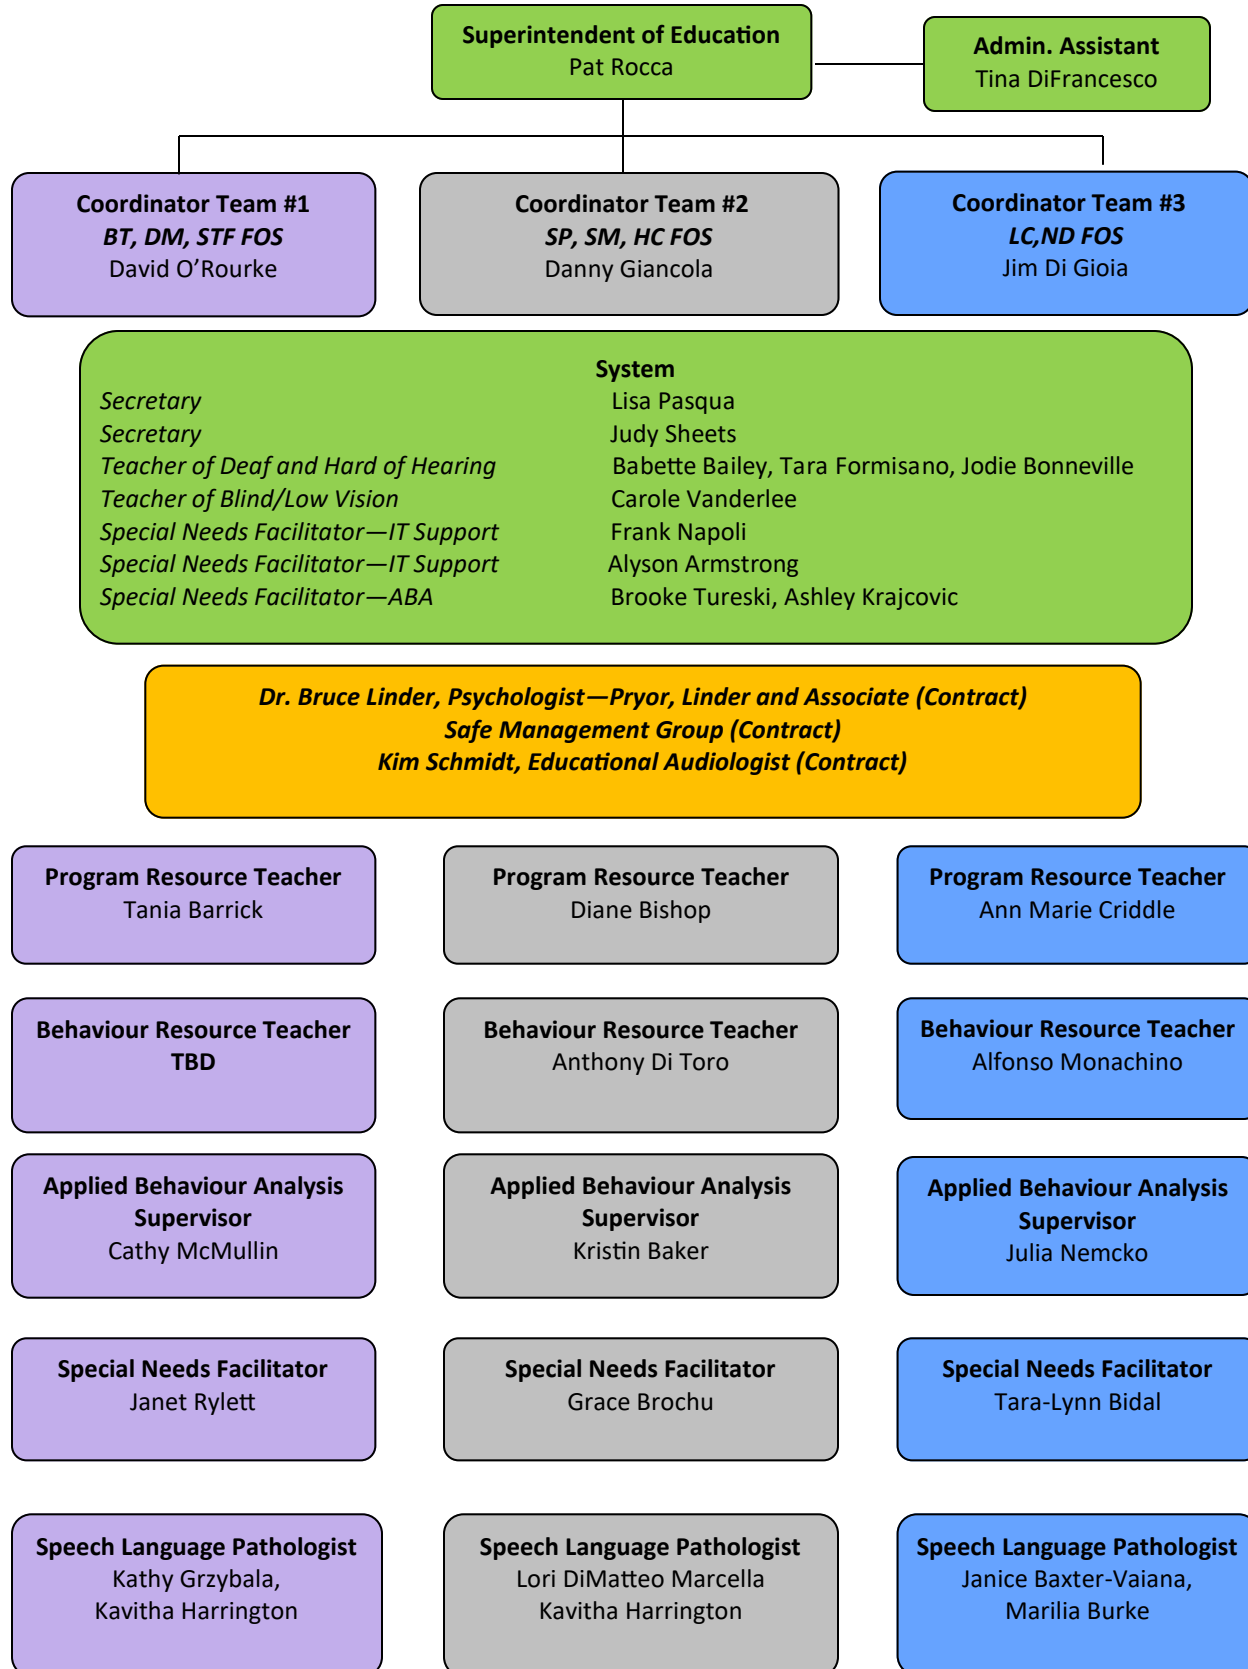 Superintendent of Education
Pat Rocca
Admin. Assistant
Tina DiFrancesco
Coordinator Team #1
BT, DM, STF FOS
David O’Rourke
Coordinator Team #2
SP, SM, HC FOS
Danny Giancola
Coordinator Team #3
LC,ND FOS
Jim Di Gioia
System
Secretary Lisa Pasqua
Secretary Judy Sheets
Teacher of Deaf and Hard of Hearing Babette Bailey, Tara Formisano, Jodie Bonneville
Teacher of Blind/Low Vision Carole Vanderlee
Special Needs Facilitator—IT Support Frank Napoli
Special Needs Facilitator—IT Support Alyson Armstrong
Special Needs Facilitator—ABA Brooke Tureski, Ashley Krajcovic
Dr. Bruce Linder, Psychologist—Pryor, Linder and Associate (Contract)
Safe Management Group (Contract)
Kim Schmidt, Educational Audiologist (Contract)
Program Resource Teacher
Tania Barrick
Program Resource Teacher
Diane Bishop
Program Resource Teacher
Ann Marie Criddle
Behaviour Resource Teacher
TBD
Behaviour Resource Teacher
Anthony Di Toro
Behaviour Resource Teacher
Alfonso Monachino
Applied Behaviour Analysis
Supervisor
Cathy McMullin
Applied Behaviour Analysis
Supervisor
Kristin Baker
Applied Behaviour Analysis
Supervisor
Julia Nemcko
Special Needs Facilitator
Janet Rylett
Special Needs Facilitator
Grace Brochu
Special Needs Facilitator
Tara-Lynn Bidal
Speech Language Pathologist
Kathy Grzybala,
Kavitha Harrington
Speech Language Pathologist
Lori DiMatteo Marcella
Kavitha Harrington
Speech Language Pathologist
Janice Baxter-Vaiana,
Marilia Burke